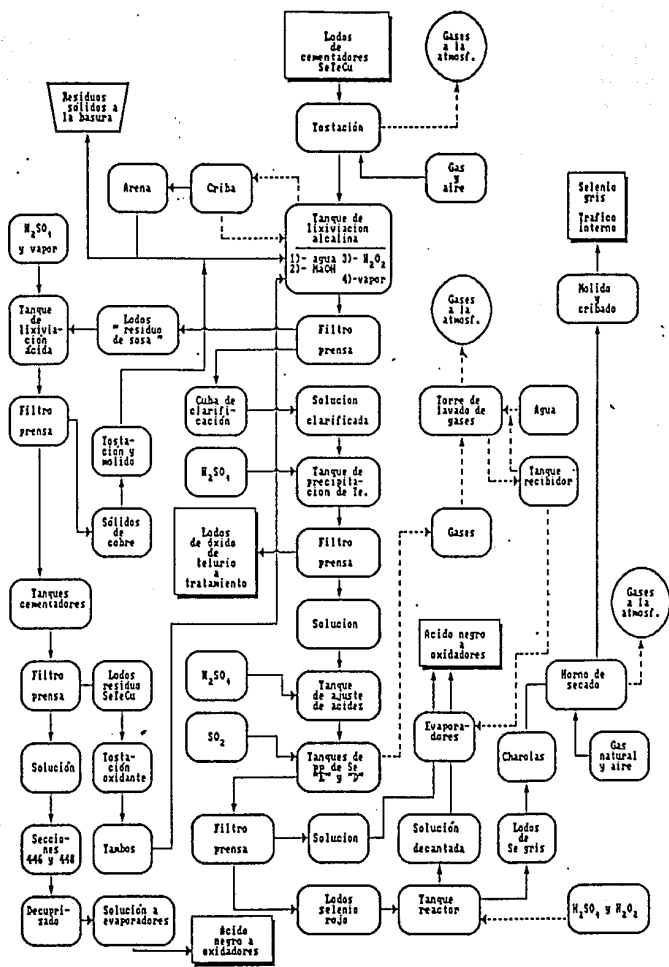 Lodos
de
cementadores
SeTeCu
Gases
a la
atmosf.
Residuos
sólidos a
la basura
Tostación
Gas
y
aire
Arena
Criba
Selenio
gris
Trafico
interno
H2SO4
y vapor
Tanque de
lixiviacion
alcalina
1)- agua 3)- H2O2
2)- NaOH
4)-vapor
Gases
a la
atmosf.
Molido y
cribado
Tanque
de
lixivia-
ción
ácida
Lodos
" residuo
de sosa "
Filtro
prensa
Cuba de
clarifi-
cación
Solucion
clarificada
Torre de
lavado de
gases
Agua
Filtro
prensa
Tosta-
cion y
molido
H2SO4
Tanque de
precipita-
cion de Te.
Tanque
recibidor
Sólidos
de
cobre
Lodos
de óxido
de
telurio
a
tratamiento
Filtro
prensa
Gases
Tanques
cementadores
Solucion
Acido negro
a
oxidadores
Gases
a la
atmosf.
Filtro
prensa
Lodos
residuo
SeTeCu
H2SO4
Tanque
de ajuste
de acidez
Horno de
secado
SO2
Evapora-
dores
Solución
Tostación
oxidante
Tanques de
pp de Se
"L" y "D"
Charolas
Gas
natural
y aire
Seccio-
nes
446 y 448
Tambos
Filtro
prensa
Solucion
Solución
decantada
Lodos
de
Se gris
Decupri-
zado
Solución a
evaporadores
Lodos
selenio
rojo
Tanque
reactor
H2SO4 y H2O2
Acido
negro a
oxidadores